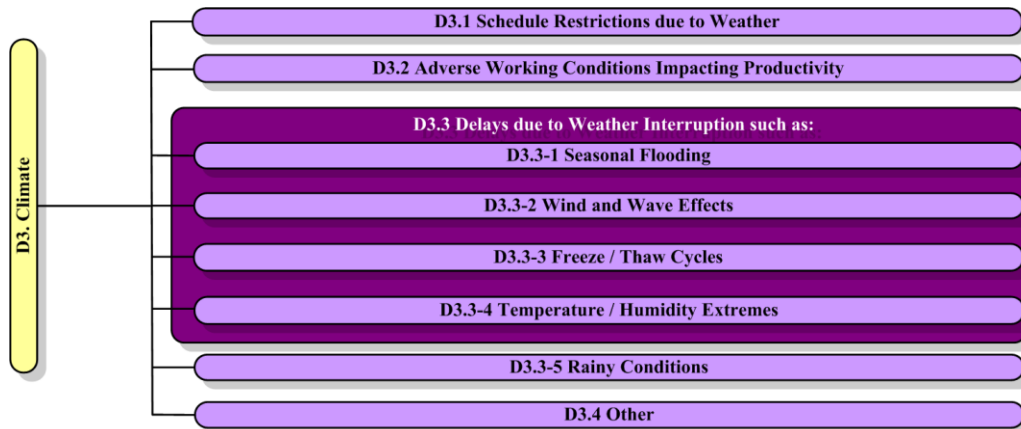 D3. Climate
D3.1 Schedule Restrictions due to Weather
D3.2 Adverse Working Conditions Impacting Productivity
D3.3 Delays due to Weather Interruption such as:
D3.3-1 Seasonal Flooding
D3.3-2 Wind and Wave Effects
D3.3-3 Freeze / Thaw Cycles
D3.3-4 Temperature / Humidity Extremes
D3.3-5 Rainy Conditions
D3.4 Other